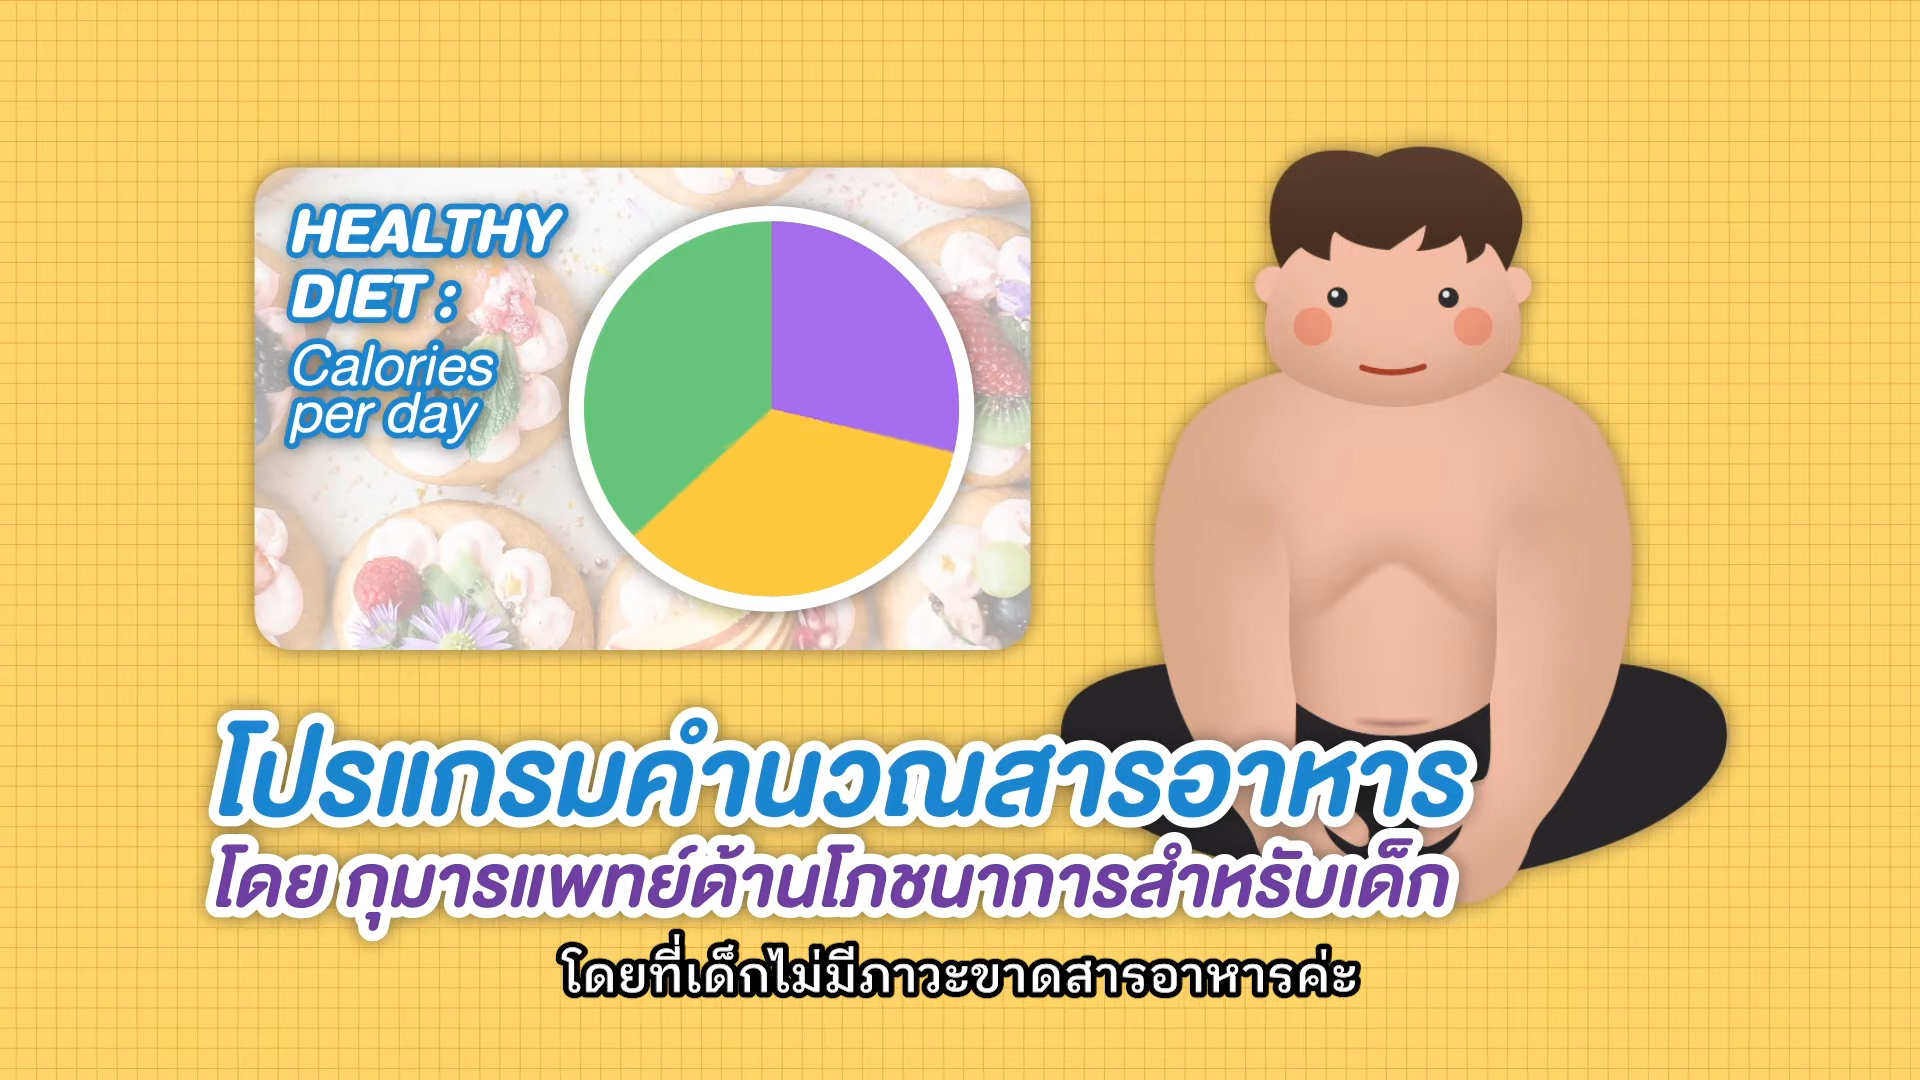 HEALTHY
DIET :
Calories
per day
โปรแกรมคำนวณสารอาหาร
โดย กุมารแพทย์ด้านโภชนาการสำหรับเด็ก
โดยที่เด็กไม่มีภาวะขาดสารอาหารค่ะ